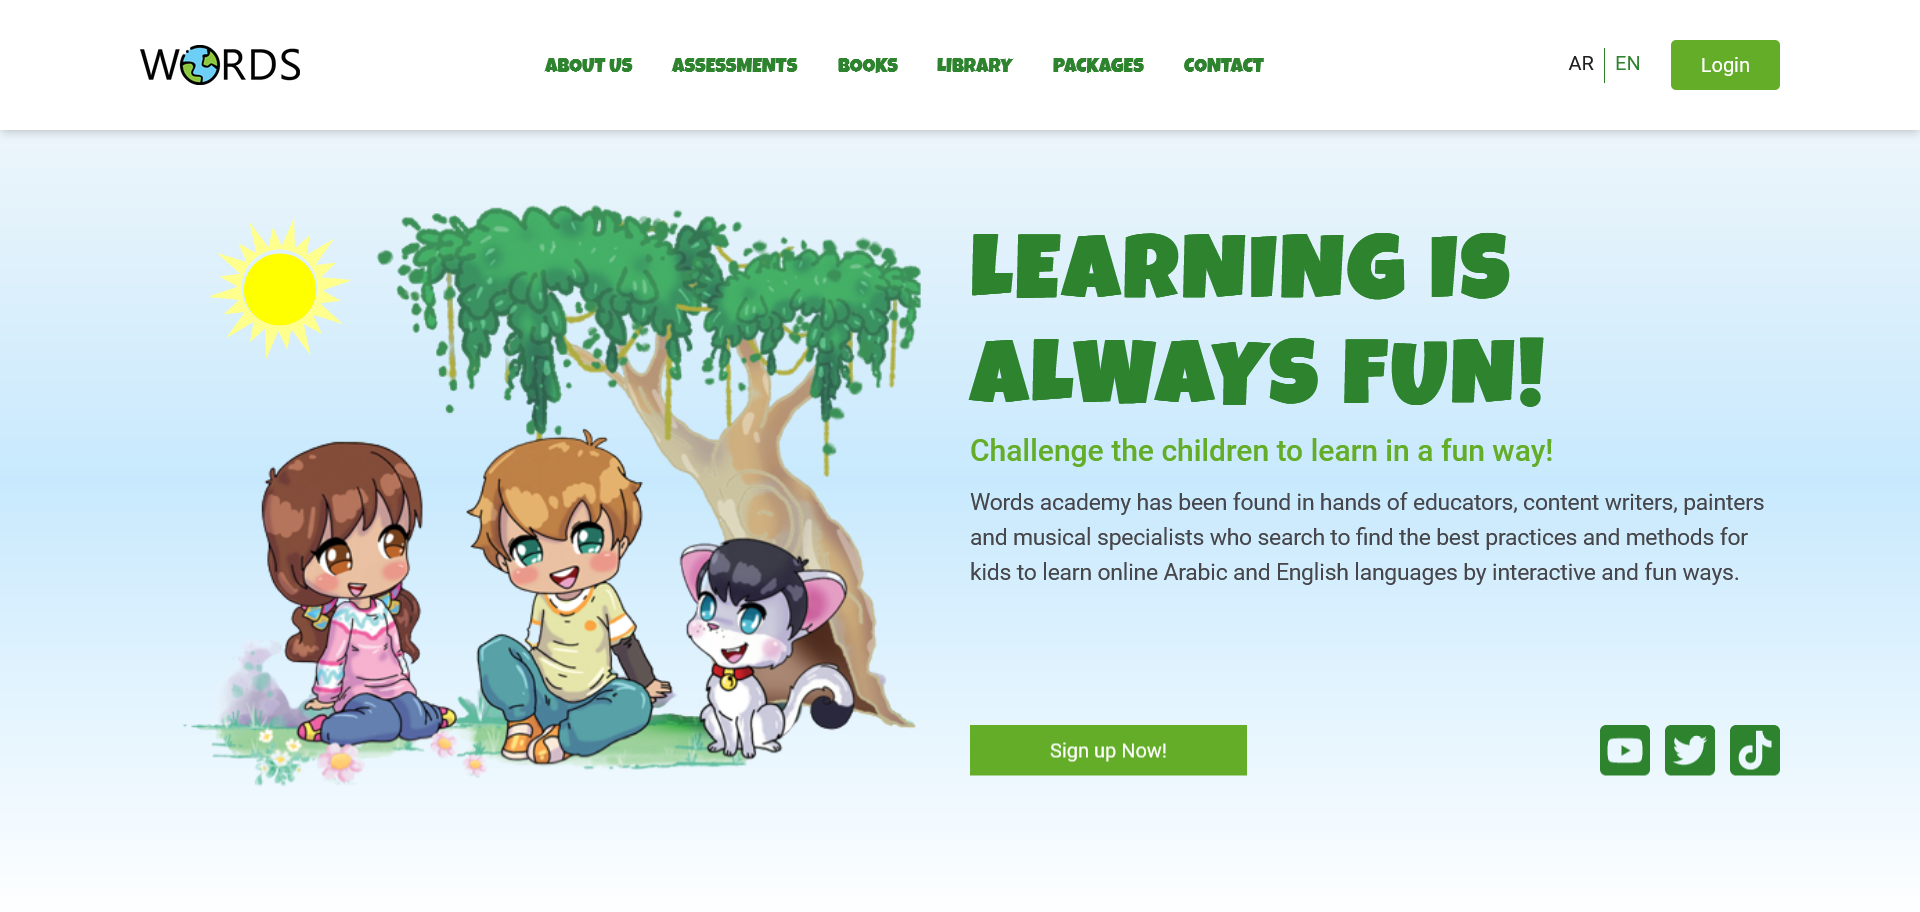 WORDS
ABOUT US
ASSESSMENTS
BOOKS
LIBRARY
PACKAGES
CONTACT
AR
EN
Login
LEARNING IS
ALWAYS FUN!
Challenge the children to learn in a fun way!
Words academy has been found in hands of educators, content writers, painters
and musical specialists who search to find the best practices and methods for
kids to learn online Arabic and English languages by interactive and fun ways.
Sign up Now!